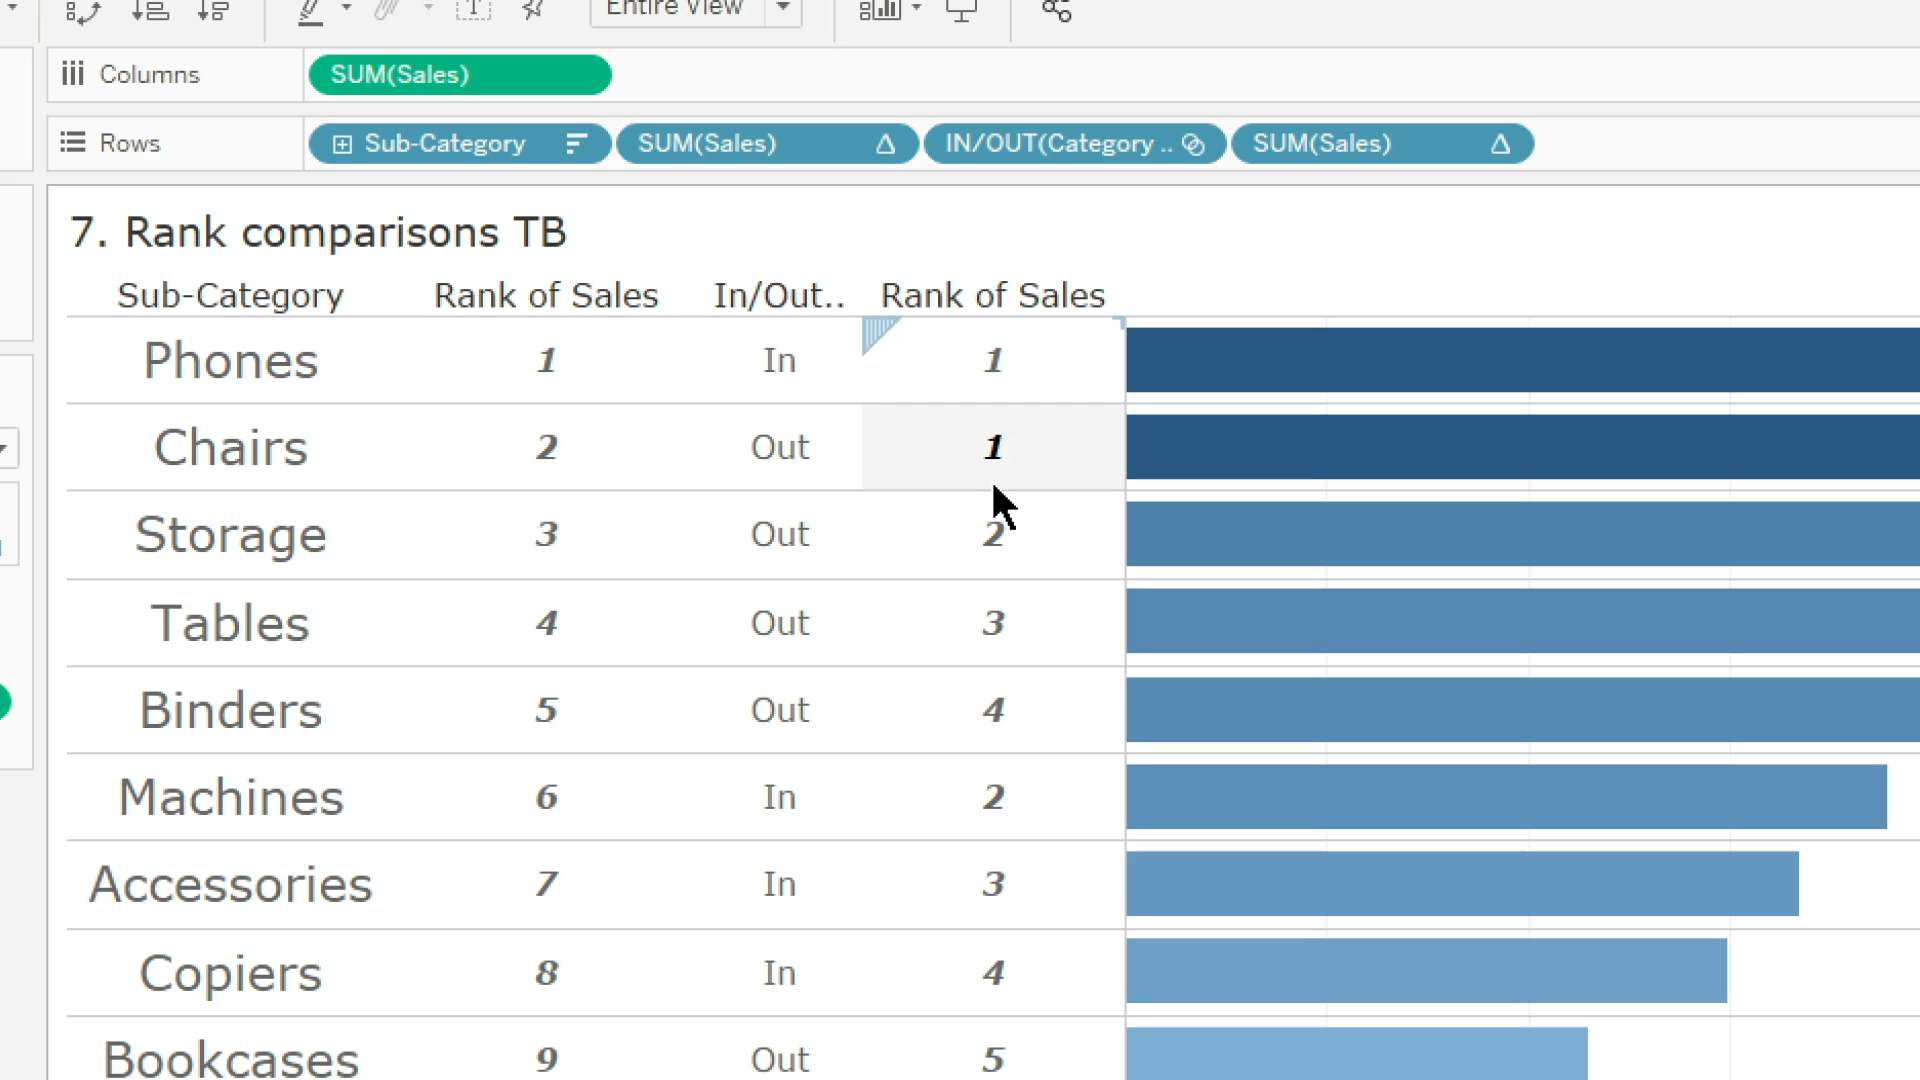 Entire View
Columns SUM(Sales)
Rows Sub-Category SUM(Sales) IN/OUT(Category .. SUM(Sales)
7. Rank comparisons TB
Sub-Category Rank of Sales In/Out.. Rank of Sales
Phones 1 In 1
Chairs 2 Out 1
Storage 3 Out 2
Tables 4 Out 3
Binders 5 Out 4
Machines 6 In 2
Accessories 7 In 3
Copiers 8 In 4
Bookcases 9 Out 5